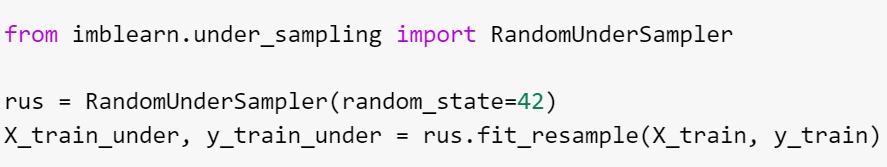 from imblearn.under_sampling import RandomUnderSampler
rus = RandomUnderSampler(random_state=42)
X_train_under, y_train_under = rus.fit_resample(X_train, y_train)